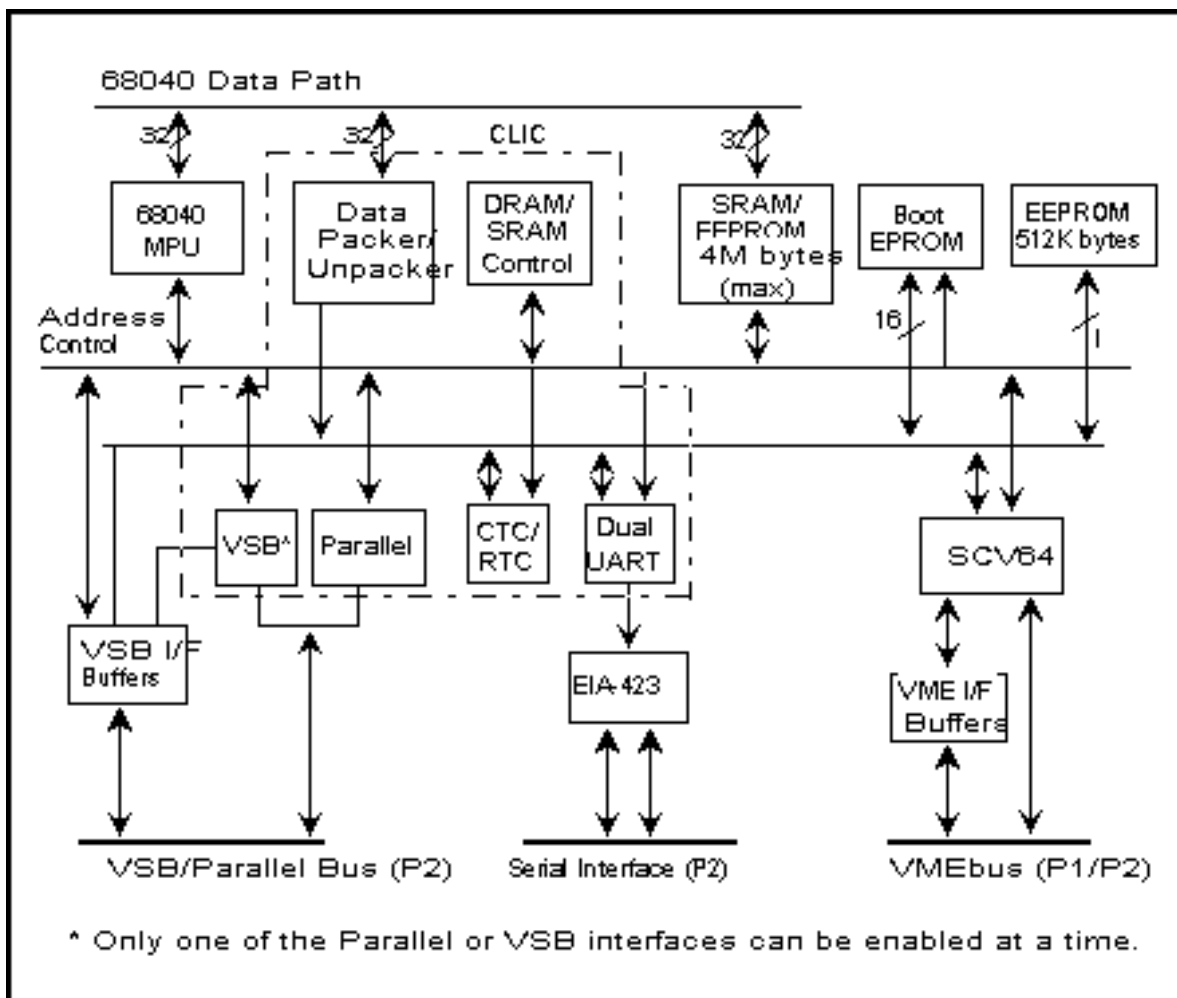 68040 Data Path
32
32
CLIC
32
68040
MPU
Data
Packer/
Unpacker
DRAM/
SRAM
Control
SRAM/
EEPROM
4M bytes
(max)
Boot
EPROM
EEPROM
512K bytes
Address
Control
16
1
VSB^
Parallel
CTC/
RTC
Dual
UART
SCV64
VSB I/F
Buffers
EIA-423
VME I/F
Buffers
VSB/Parallel Bus (P2)
Serial Interface (P2)
VMEbus (P1/P2)
^ Only one of the Parallel or VSB interfaces can be enabled at a time.